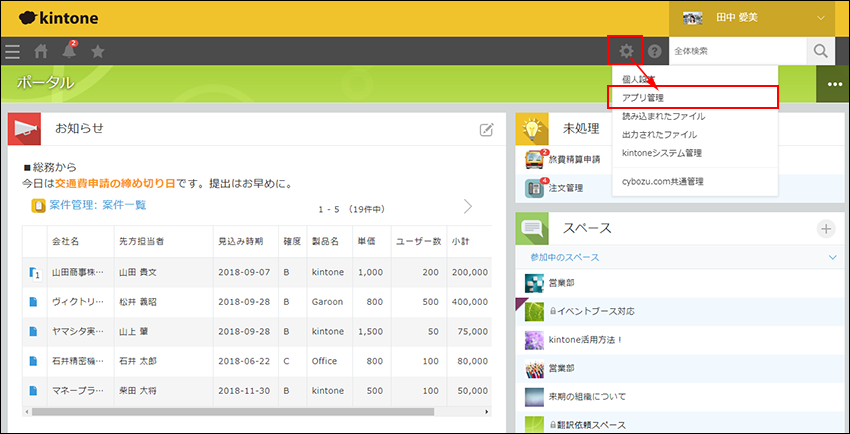 kintone
田中 愛美
2
?
全体検索
ポータル
個人設定
アプリ管理
読み込まれたファイル
出力されたファイル
kintoneシステム管理
cybozu.com共通管理
お知らせ
■総務から
今日は交通費申請の締め切り日です。提出はお早めに。
案件管理: 案件一覧
1 - 5 (19件中)
会社名 先方担当者 見込み時期 確度 製品名 単価 ユーザー数 小計
1 山田商事株… 山田 貴文 2018-09-07 B kintone 1,000 200 200,000
ヴィクトリ… 松井 義昭 2018-09-28 B Garoon 800 500 400,000
ヤマシタ実… 山上 肇 2018-09-28 B kintone 1,500 50 75,000
石井精密機… 石井 太郎 2018-06-22 C Office 800 100 80,000
マネープラ… 柴田 大将 2018-11-30 B kintone 500 100 50,000
未処理
2
旅費精算申請
4
注文管理
スペース
参加中のスペース
営業部
イベントブース対応
kintone活用方法！
営業部
来期の組織について
翻訳依頼スペース